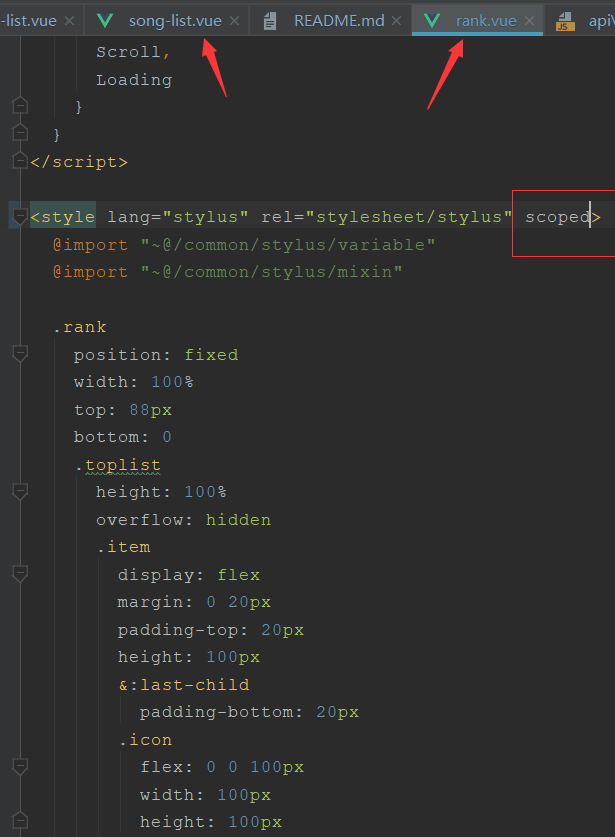 -list.vue song-list.vue README.md rank.vue api
Scroll,
Loading
}
}
</script>
<style lang="stylus" rel="stylesheet/stylus" scoped>
@import "~@/common/stylus/variable"
@import "~@/common/stylus/mixin"
.rank
position: fixed
width: 100%
top: 88px
bottom: 0
.toplist
height: 100%
overflow: hidden
.item
display: flex
margin: 0 20px
padding-top: 20px
height: 100px
&:last-child
padding-bottom: 20px
.icon
flex: 0 0 100px
width: 100px
height: 100px